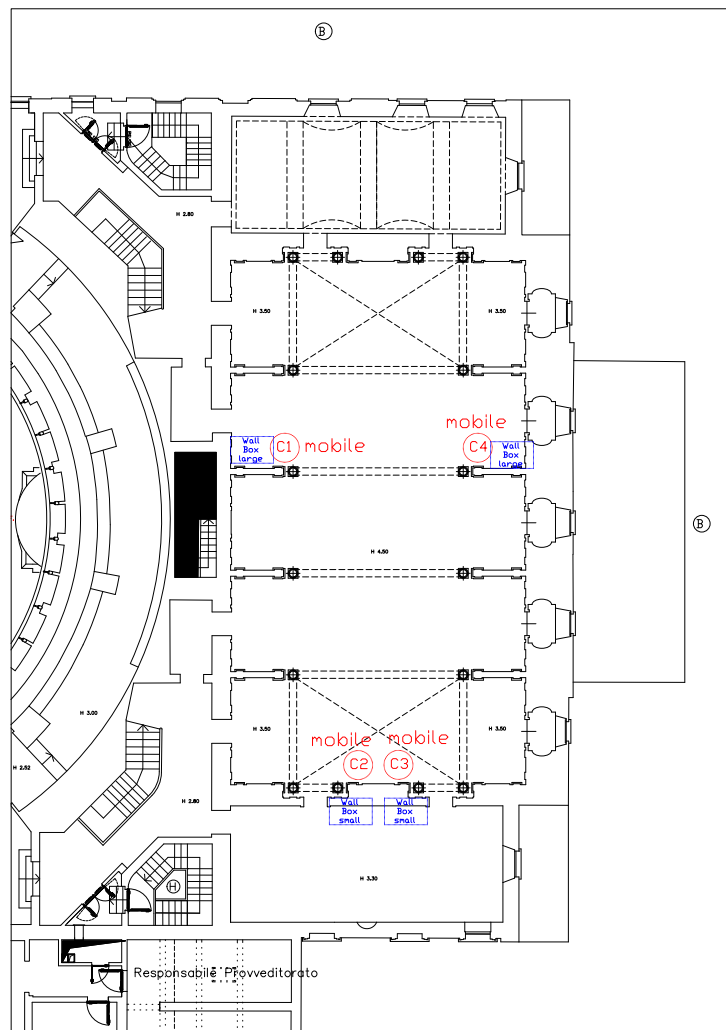 B
H 2.80
H 3.50
H 3.50
mobile
C1 mobile
C4
Wall
Box
large
Wall
Box
large
B
H 4.50
H 3.00
H 3.50
H 3.50
mobile
mobile
C2
C3
H 2.52
H 2.80
Wall
Box
small
Wall
Box
small
H
H 3.30
Responsabile Provveditorato